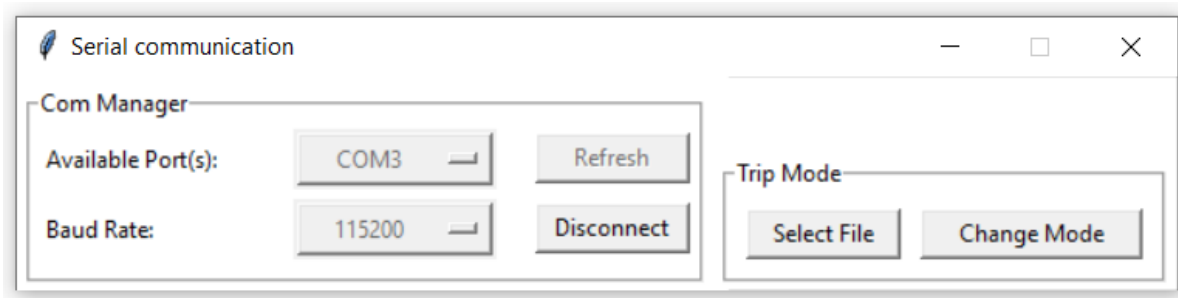 Serial communication
Com Manager
Available Port(s):
COM3
Refresh
Baud Rate:
115200
Disconnect
Trip Mode
Select File
Change Mode